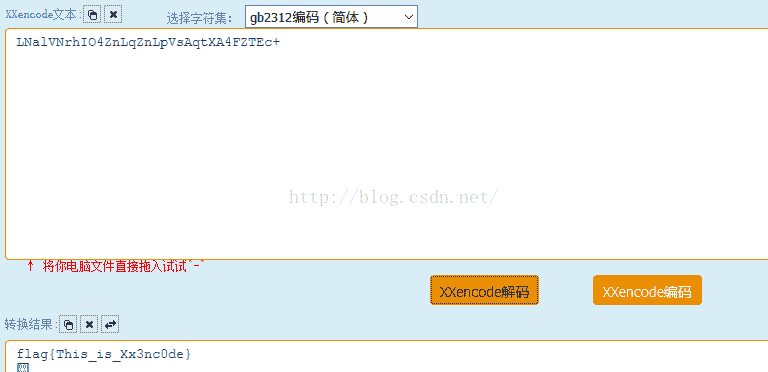 XXencode文本: 选择字符集: gb2312编码（简体）
LNalVNrhIO4ZnLqZnLpVsAqtXA4FZTEc+
http://blog.csdn.net/
↑ 将你电脑文件直接拖入试试^-^
XXencode解码 XXencode编码
转换结果:
flag{This_is_Xx3nc0de}